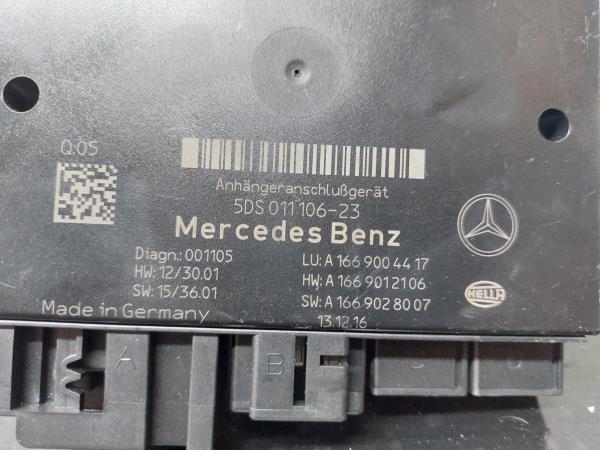 Q.05
Anhängeranschlußgerät
5DS 011 106-23
Mercedes Benz
Diagn.: 001105
HW: 12/30.01
SW: 15/36.01
LU: A 166 900 44 17
HW: A 166 901 21 06
SW: A 166 902 80 07
13.12.16
Made in Germany
HELLA
A
B
C
D